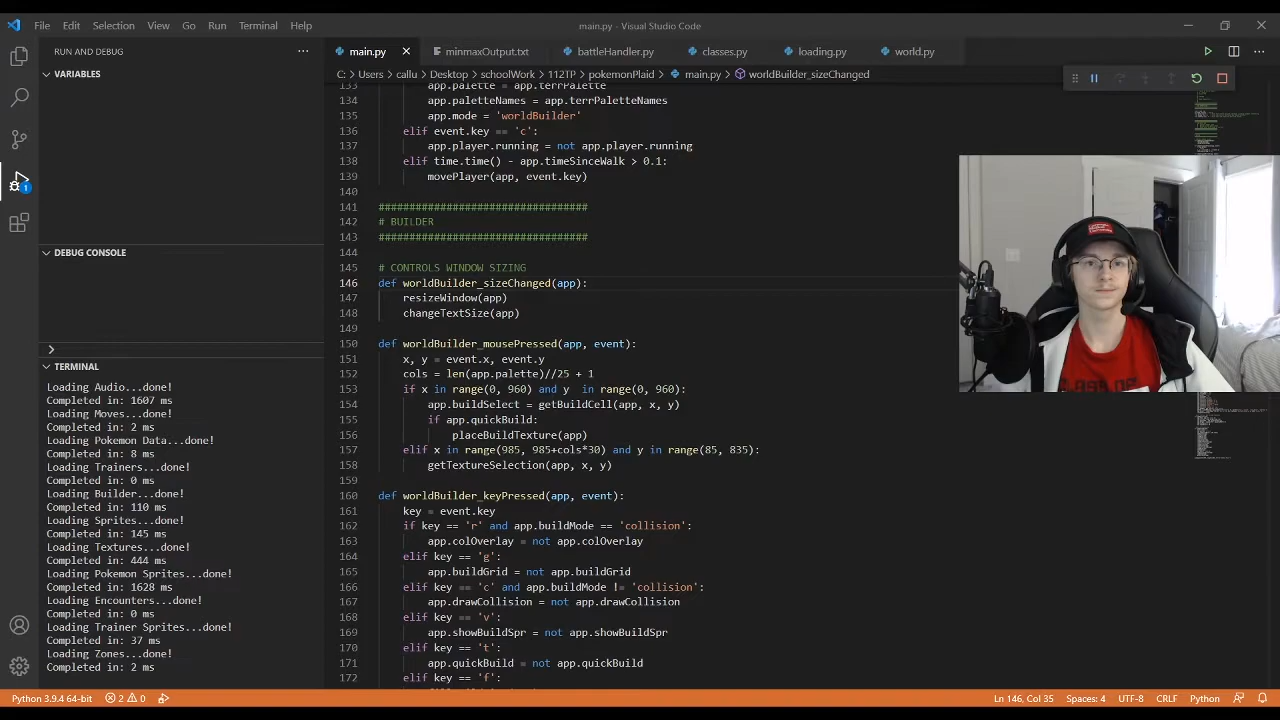 File Edit Selection View Go Run Terminal Help
main.py - Visual Studio Code
RUN AND DEBUG
VARIABLES
DEBUG CONSOLE
TERMINAL
Loading Audio...done!
Completed in: 1607 ms
Loading Moves...done!
Completed in: 2 ms
Loading Pokemon Data...done!
Completed in: 8 ms
Loading Trainers...done!
Completed in: 0 ms
Loading Builder...done!
Completed in: 110 ms
Loading Sprites...done!
Completed in: 145 ms
Loading Textures...done!
Completed in: 444 ms
Loading Pokemon Sprites...done!
Completed in: 1628 ms
Loading Encounters...done!
Completed in: 0 ms
Loading Trainer Sprites...done!
Completed in: 37 ms
Loading Zones...done!
Completed in: 2 ms
main.py minmaxOutput.txt battleHandler.py classes.py loading.py world.py
C: > Users > callu > Desktop > schoolWork > 112TP > pokemonPlaid > main.py > worldBuilder_sizeChanged
133 app.palette = app.terrPalette
134 app.paletteNames = app.terrPaletteNames
135 app.mode = 'worldBuilder'
136 elif event.key == 'c':
137 app.player.running = not app.player.running
138 elif time.time() - app.timeSinceWalk > 0.1:
139 movePlayer(app, event.key)
140
141 ##################################
142 # BUILDER
143 ##################################
144
145 # CONTROLS WINDOW SIZING
146 def worldBuilder_sizeChanged(app):
147 resizeWindow(app)
148 changeTextSize(app)
149
150 def worldBuilder_mousePressed(app, event):
151 x, y = event.x, event.y
152 cols = len(app.palette)//25 + 1
153 if x in range(0, 960) and y  in range(0, 960):
154 app.buildSelect = getBuildCell(app, x, y)
155 if app.quickBuild:
156 placeBuildTexture(app)
157 elif x in range(985, 985+cols*30) and y in range(85, 835):
158 getTextureSelection(app, x, y)
159
160 def worldBuilder_keyPressed(app, event):
161 key = event.key
162 if key == 'r' and app.buildMode == 'collision':
163 app.colOverlay = not app.colOverlay
164 elif key == 'g':
165 app.buildGrid = not app.buildGrid
166 elif key == 'c' and app.buildMode != 'collision':
167 app.drawCollision = not app.drawCollision
168 elif key == 'v':
169 app.showBuildSpr = not app.showBuildSpr
170 elif key == 't':
171 app.quickBuild = not app.quickBuild
172 elif key == 'f':
1
Python 3.9.4 64-bit 2 0
Ln 146, Col 35 Spaces: 4 UTF-8 CRLF Python